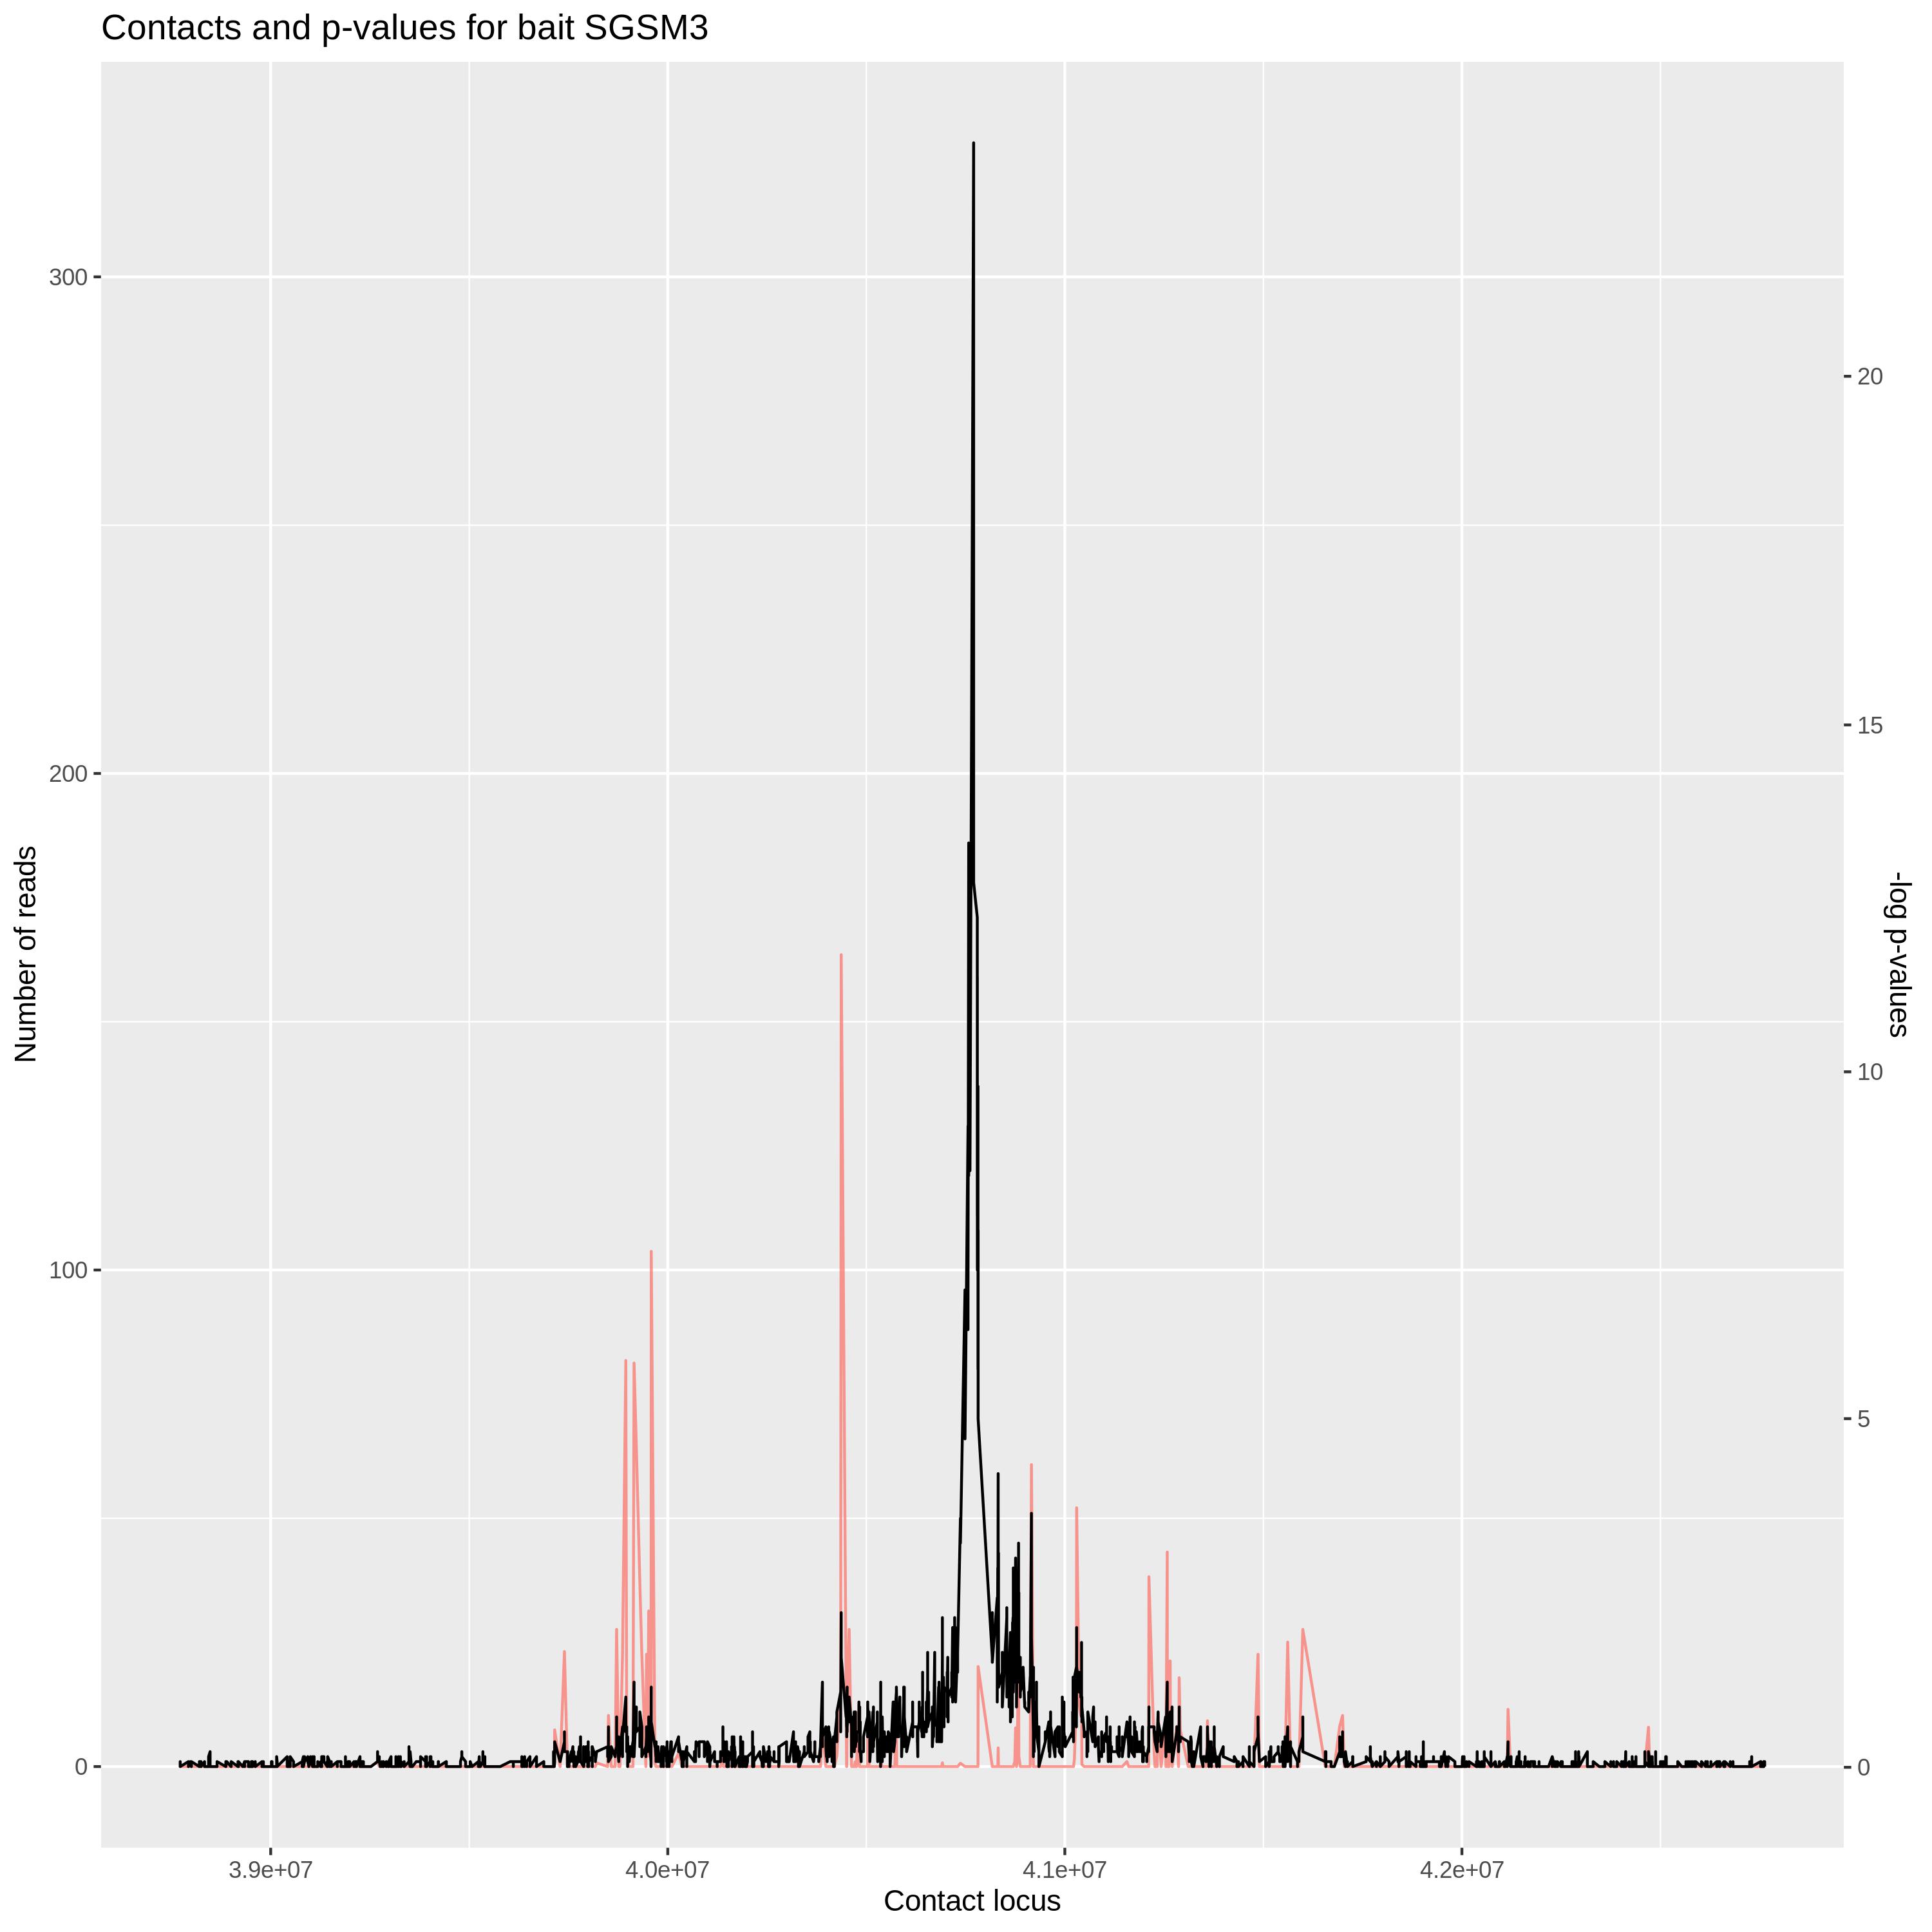 Contacts and p-values for bait SGSM3
Number of reads
300
200
100
0
20
15
10
5
0
-log p-values
3.9e+07
4.0e+07
4.1e+07
4.2e+07
Contact locus